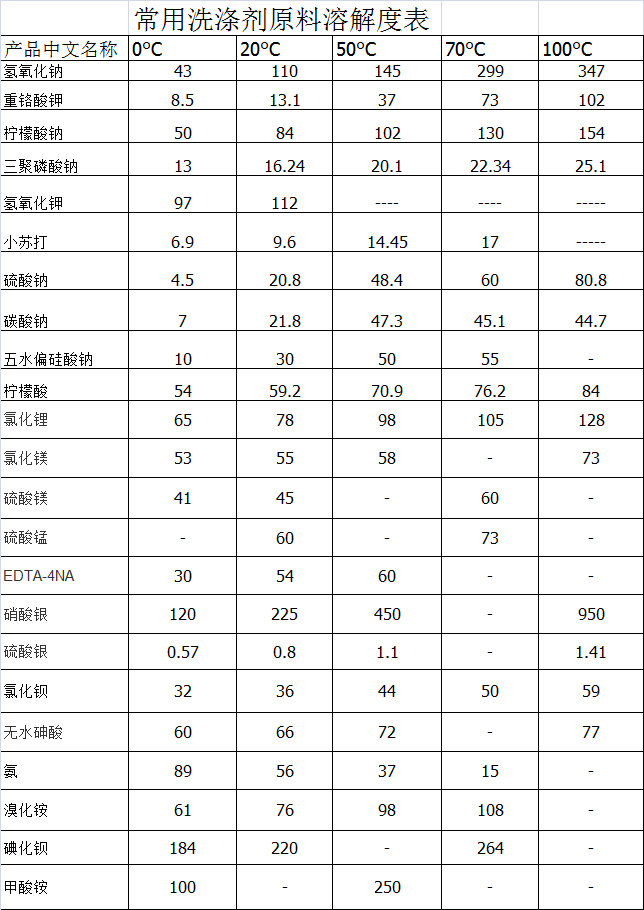 常用洗涤剂原料溶解度表
产品中文名称 0°C 20°C 50°C 70°C 100°C
氢氧化钠 43 110 145 299 347
重铬酸钾 8.5 13.1 37 73 102
柠檬酸钠 50 84 102 130 154
三聚磷酸钠 13 16.24 20.1 22.34 25.1
氢氧化钾 97 112 ---- ---- -----
小苏打 6.9 9.6 14.45 17 -----
硫酸钠 4.5 20.8 48.4 60 80.8
碳酸钠 7 21.8 47.3 45.1 44.7
五水偏硅酸钠 10 30 50 55 -
柠檬酸 54 59.2 70.9 76.2 84
氯化锂 65 78 98 105 128
氯化镁 53 55 58 - 73
硫酸镁 41 45 - 60 -
硫酸锰 - 60 - 73 -
EDTA-4NA 30 54 60 - -
硝酸银 120 225 450 - 950
硫酸银 0.57 0.8 1.1 - 1.41
氯化钡 32 36 44 50 59
无水砷酸 60 66 72 - 77
氨 89 56 37 15 -
溴化铵 61 76 98 108 -
碘化钡 184 220 - 264 -
甲酸铵 100 - 250 - -